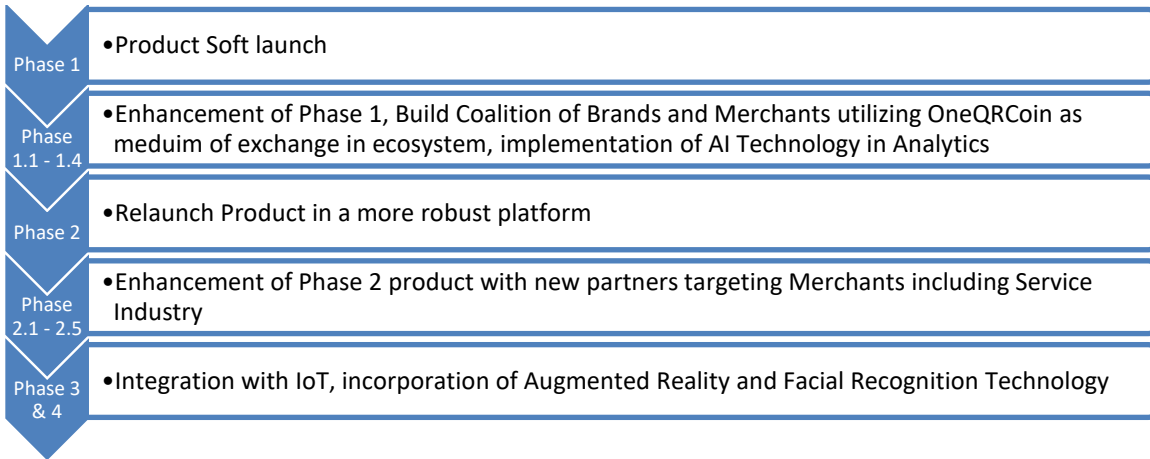 Phase 1
•Product Soft launch
Phase
1.1 - 1.4
•Enhancement of Phase 1, Build Coalition of Brands and Merchants utilizing OneQRCoin as
meduim of exchange in ecosystem, implementation of AI Technology in Analytics
Phase 2
•Relaunch Product in a more robust platform
Phase
2.1 - 2.5
•Enhancement of Phase 2 product with new partners targeting Merchants including Service
Industry
Phase 3
& 4
•Integration with IoT, incorporation of Augmented Reality and Facial Recognition Technology